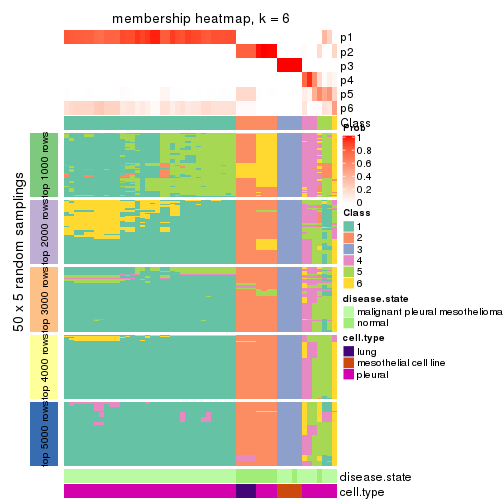 membership heatmap, k = 6
p1
p2
p3
p4
p5
p6
Class
Prob
1
0.8
0.6
0.4
0.2
0
Class
1
2
3
4
5
6
disease.state
malignant pleural mesothelioma
normal
cell.type
lung
mesothelial cell line
pleural
50 x 5 random samplings
top 1000 rows
top 2000 rows
top 3000 rows
top 4000 rows
top 5000 rows
disease.state
cell.type